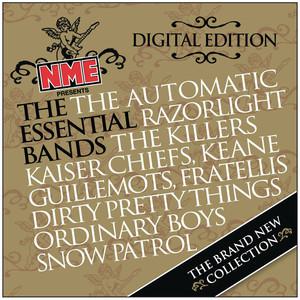 DIGITAL EDITION
NME
PRESENTS
THE THE AUTOMATIC
ESSENTIAL RAZORLIGHT
BANDS THE KILLERS
KAISER CHIEFS, KEANE
GUILLEMOTS, FRATELLIS
DIRTY PRETTY THINGS
ORDINARY BOYS
SNOW PATROL
THE BRAND NEW
COLLECTION